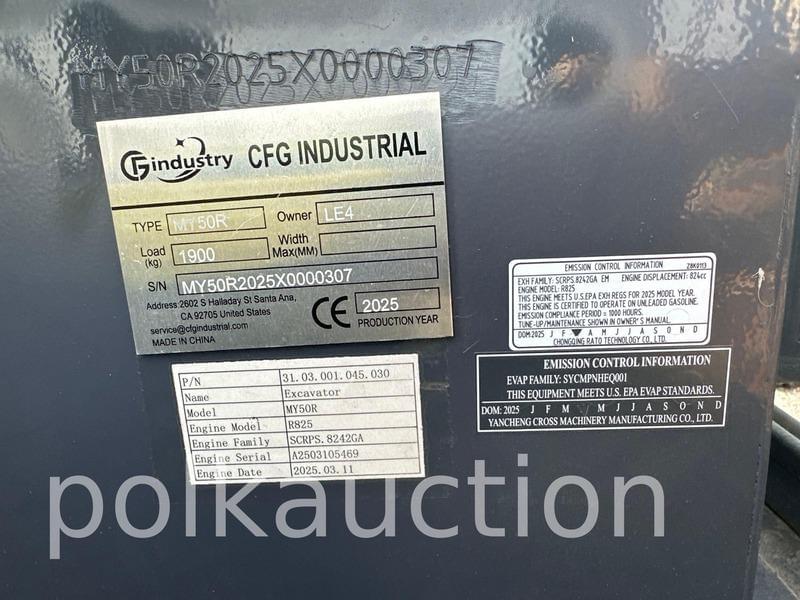 MY50R2025X0000307
CFG industry CFG INDUSTRIAL
TYPE MY50R Owner LE4
Load (kg) 1900 Width Max(MM)
S/N MY50R2025X0000307
Address:2602 S Halladay St Santa Ana,
CA 92705 United States
service@cfgindustrial.com
MADE IN CHINA
CE 2025
PRODUCTION YEAR
P/N 31.03.001.045.030
Name Excavator
Model MY50R
Engine Model R825
Engine Family SCRPS.8242GA
Engine Serial A2503105469
Engine Date 2025.03.11
EMISSION CONTROL INFORMATION 28K0113
EXH FAMILY: SCRPS.8242GA EM ENGINE DISPLACEMENT: 824cc
ENGINE MODEL: R825
THIS ENGINE MEETS U.S.EPA EXH REGS FOR 2025 MODEL YEAR.
THIS ENGINE IS CERTIFIED TO OPERATE ON UNLEADED GASOLINE.
EMISSION COMPLIANCE PERIOD = 1000 HOURS.
TUNE-UP/MAINTENANCE SHOWN IN OWNER'S MANUAL.
DOM:2025 J F A M J J A S O N D
CHONGQING RATO TECHNOLOGY CO., LTD.
EMISSION CONTROL INFORMATION
EVAP FAMILY: SYCMPNHEQ001
THIS EQUIPMENT MEETS U.S. EPA EVAP STANDARDS.
DOM: 2025 J F M M J J A S O N D
YANCHENG CROSS MACHINERY MANUFACTURING CO., LTD.
polkauction